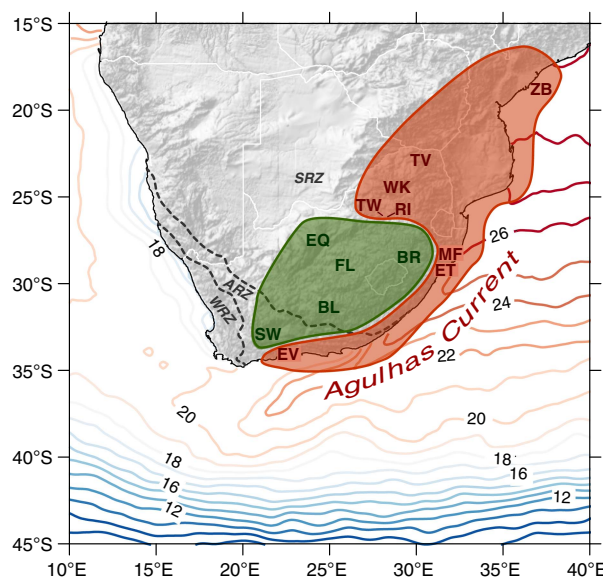 15°S
20°S
25°S
30°S
35°S
40°S
45°S
10°E
15°E
20°E
25°E
30°E
35°E
40°E
ZB
TV
SRZ
WK
TW
RI
26
18
EQ
BR
MF
FL
ET
ARZ
24
WRZ
BL
SW
EV
22
Agulhas Current
20
20
18
18
16
16
12
12